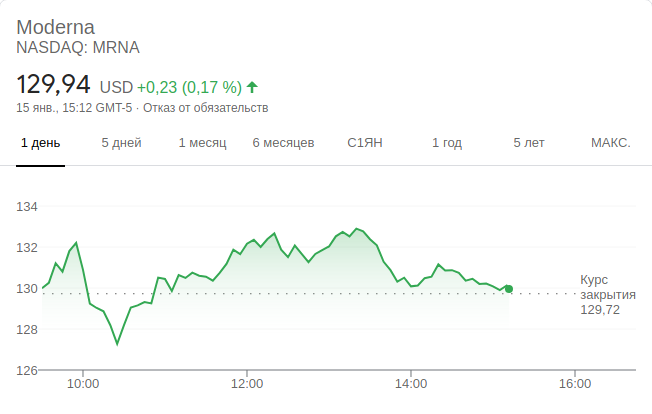 Moderna
NASDAQ: MRNA
129,94 USD +0,23 (0,17 %)
15 янв., 15:12 GMT-5 · Отказ от обязательств
1 день 5 дней 1 месяц 6 месяцев С1ЯН 1 год 5 лет МАКС.
134
132
130
128
126
Курс
закрытия
129,72
10:00 12:00 14:00 16:00